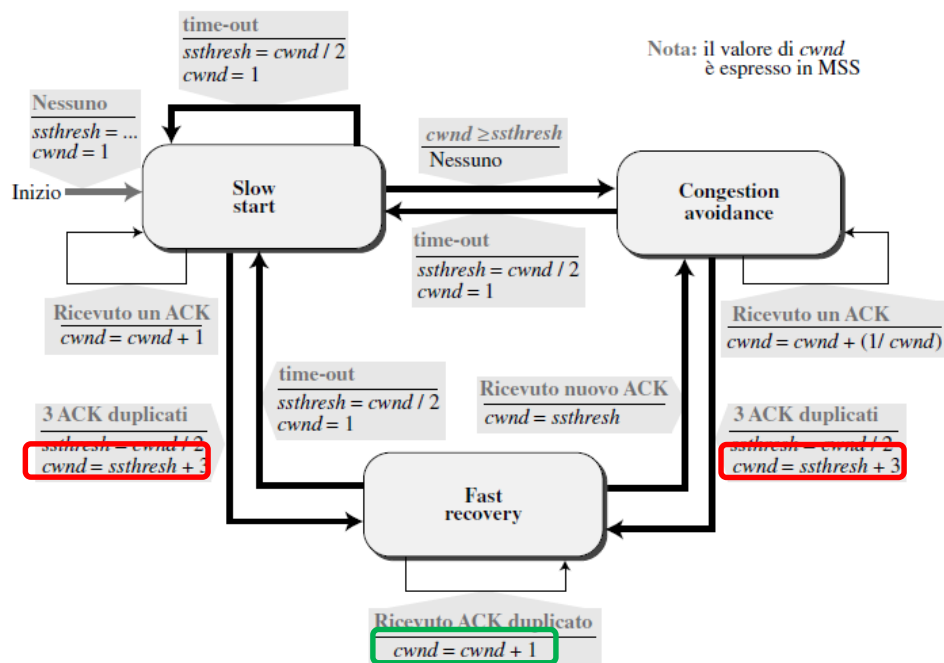 time-out
ssthresh = cwnd / 2
cwnd = 1
Nota: il valore di cwnd
è espresso in MSS
Nessuno
ssthresh = ...
cwnd = 1
Inizio
Slow
start
cwnd ≥ ssthresh
Nessuno
Congestion
avoidance
time-out
ssthresh = cwnd / 2
cwnd = 1
Ricevuto un ACK
cwnd = cwnd + 1
Ricevuto un ACK
cwnd = cwnd + (1/ cwnd)
time-out
ssthresh = cwnd / 2
cwnd = 1
Ricevuto nuovo ACK
cwnd = ssthresh
3 ACK duplicati
ssthresh = cwnd / 2
cwnd = ssthresh + 3
3 ACK duplicati
ssthresh = cwnd / 2
cwnd = ssthresh + 3
Fast
recovery
Ricevuto ACK duplicato
cwnd = cwnd + 1